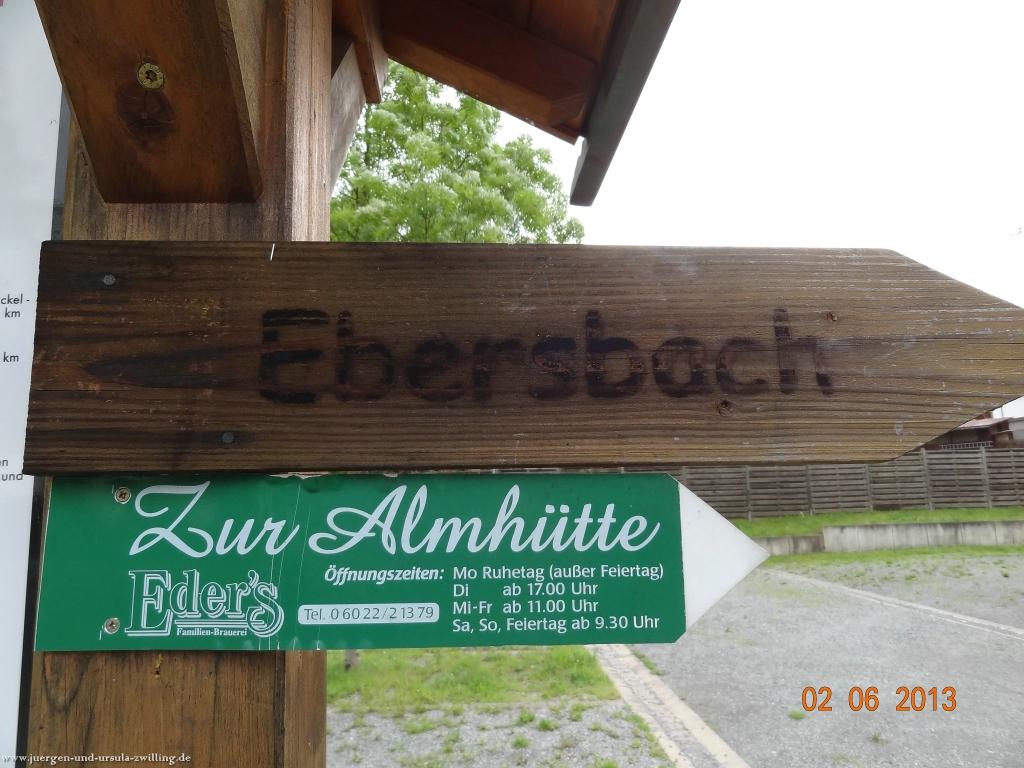 ckel -
km
km
en
und
Ebersbach
Zur Almhütte
Eder's
Familien-Brauerei
Öffnungszeiten: Mo Ruhetag (außer Feiertag)
Di ab 17.00 Uhr
Tel. 0 60 22 / 2 13 79
Mi-Fr ab 11.00 Uhr
Sa, So, Feiertag ab 9.30 Uhr
02 06 2013
www.juergen-und-ursula-zwilling.de